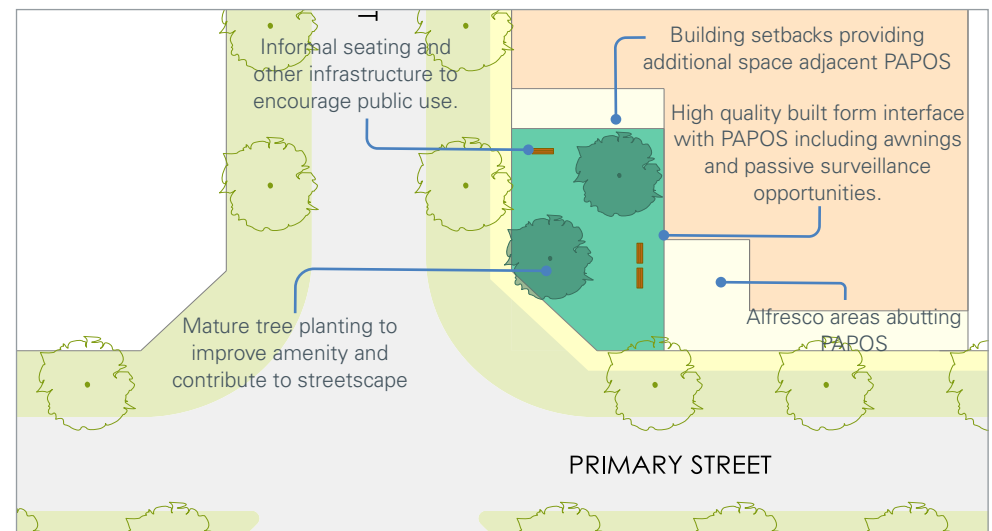 T
Informal seating and
other infrastructure to
encourage public use.
Building setbacks providing
additional space adjacent PAPOS
High quality built form interface
with PAPOS including awnings
and passive surveillance
opportunities.
Alfresco areas abutting
PAPOS
Mature tree planting to
improve amenity and
contribute to streetscape
PRIMARY STREET